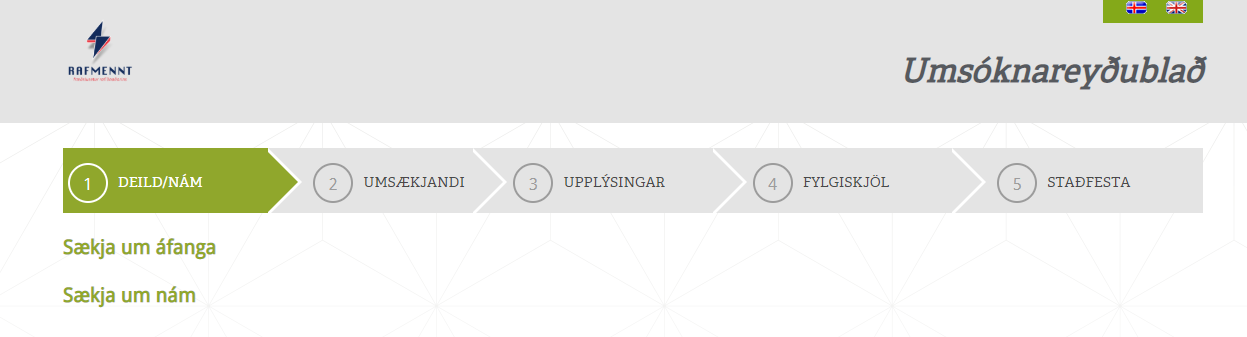 RAFMENNT
Umsóknareyðublað
1 DEILD/NÁM
2 UMSÆKJANDI
3 UPPLÝSINGAR
4 FYLGISKJÖL
5 STAÐFESTA
Sækja um áfanga
Sækja um nám